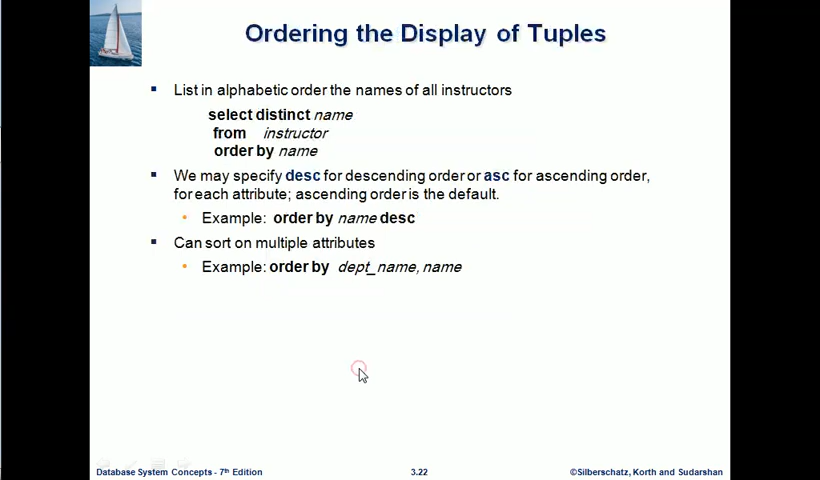 Ordering the Display of Tuples
List in alphabetic order the names of all instructors
select distinct name
from instructor
order by name
We may specify desc for descending order or asc for ascending order,
for each attribute; ascending order is the default.
Example: order by name desc
Can sort on multiple attributes
Example: order by dept_name, name
Database System Concepts - 7th Edition
3.22
©Silberschatz, Korth and Sudarshan